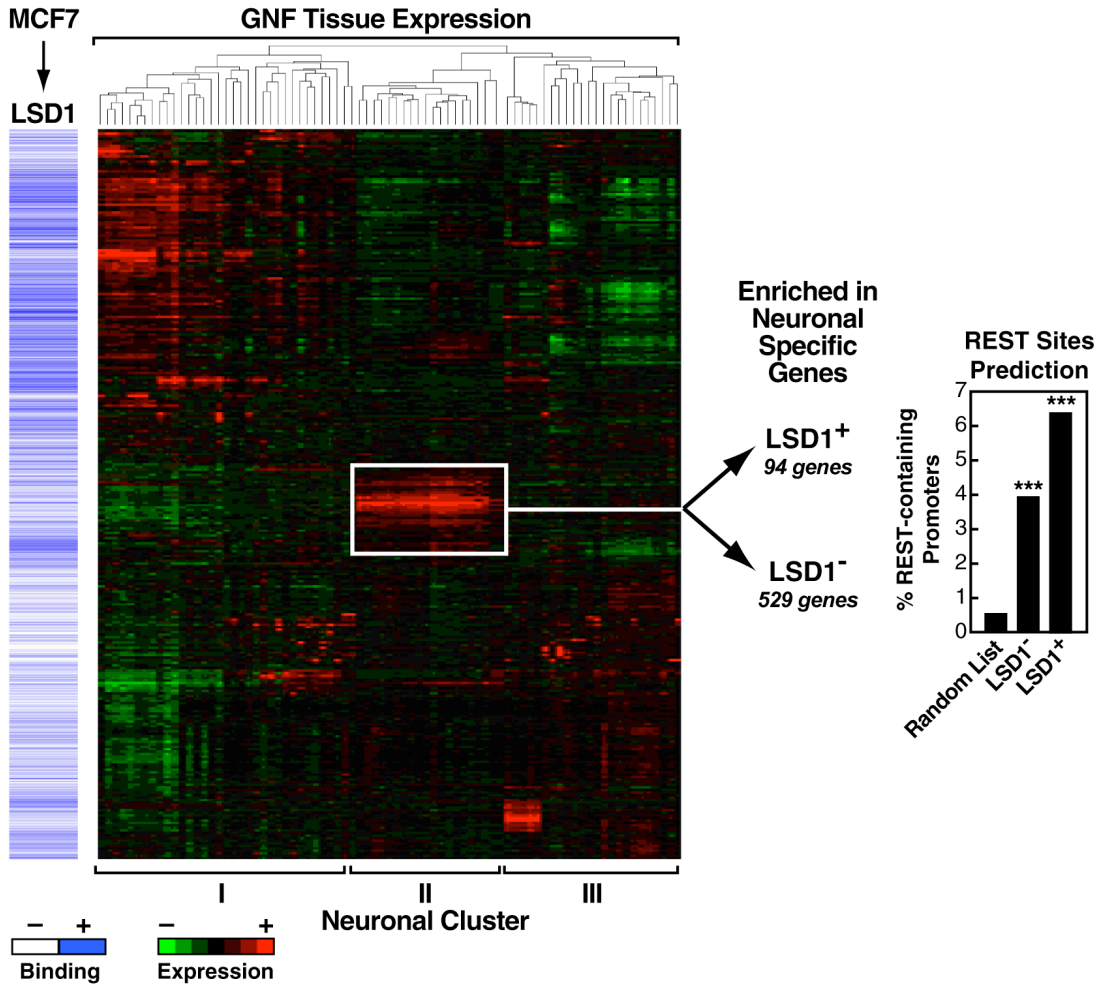 MCF7
GNF Tissue Expression
LSD1
Enriched in
Neuronal
Specific
Genes
LSD1+
94 genes
LSD1-
529 genes
REST Sites
Prediction
% REST-containing
Promoters
7
6
5
4
3
2
1
0
***
***
Random List
LSD1-
LSD1+
I
II
III
Neuronal Cluster
- +
Binding
- +
Expression